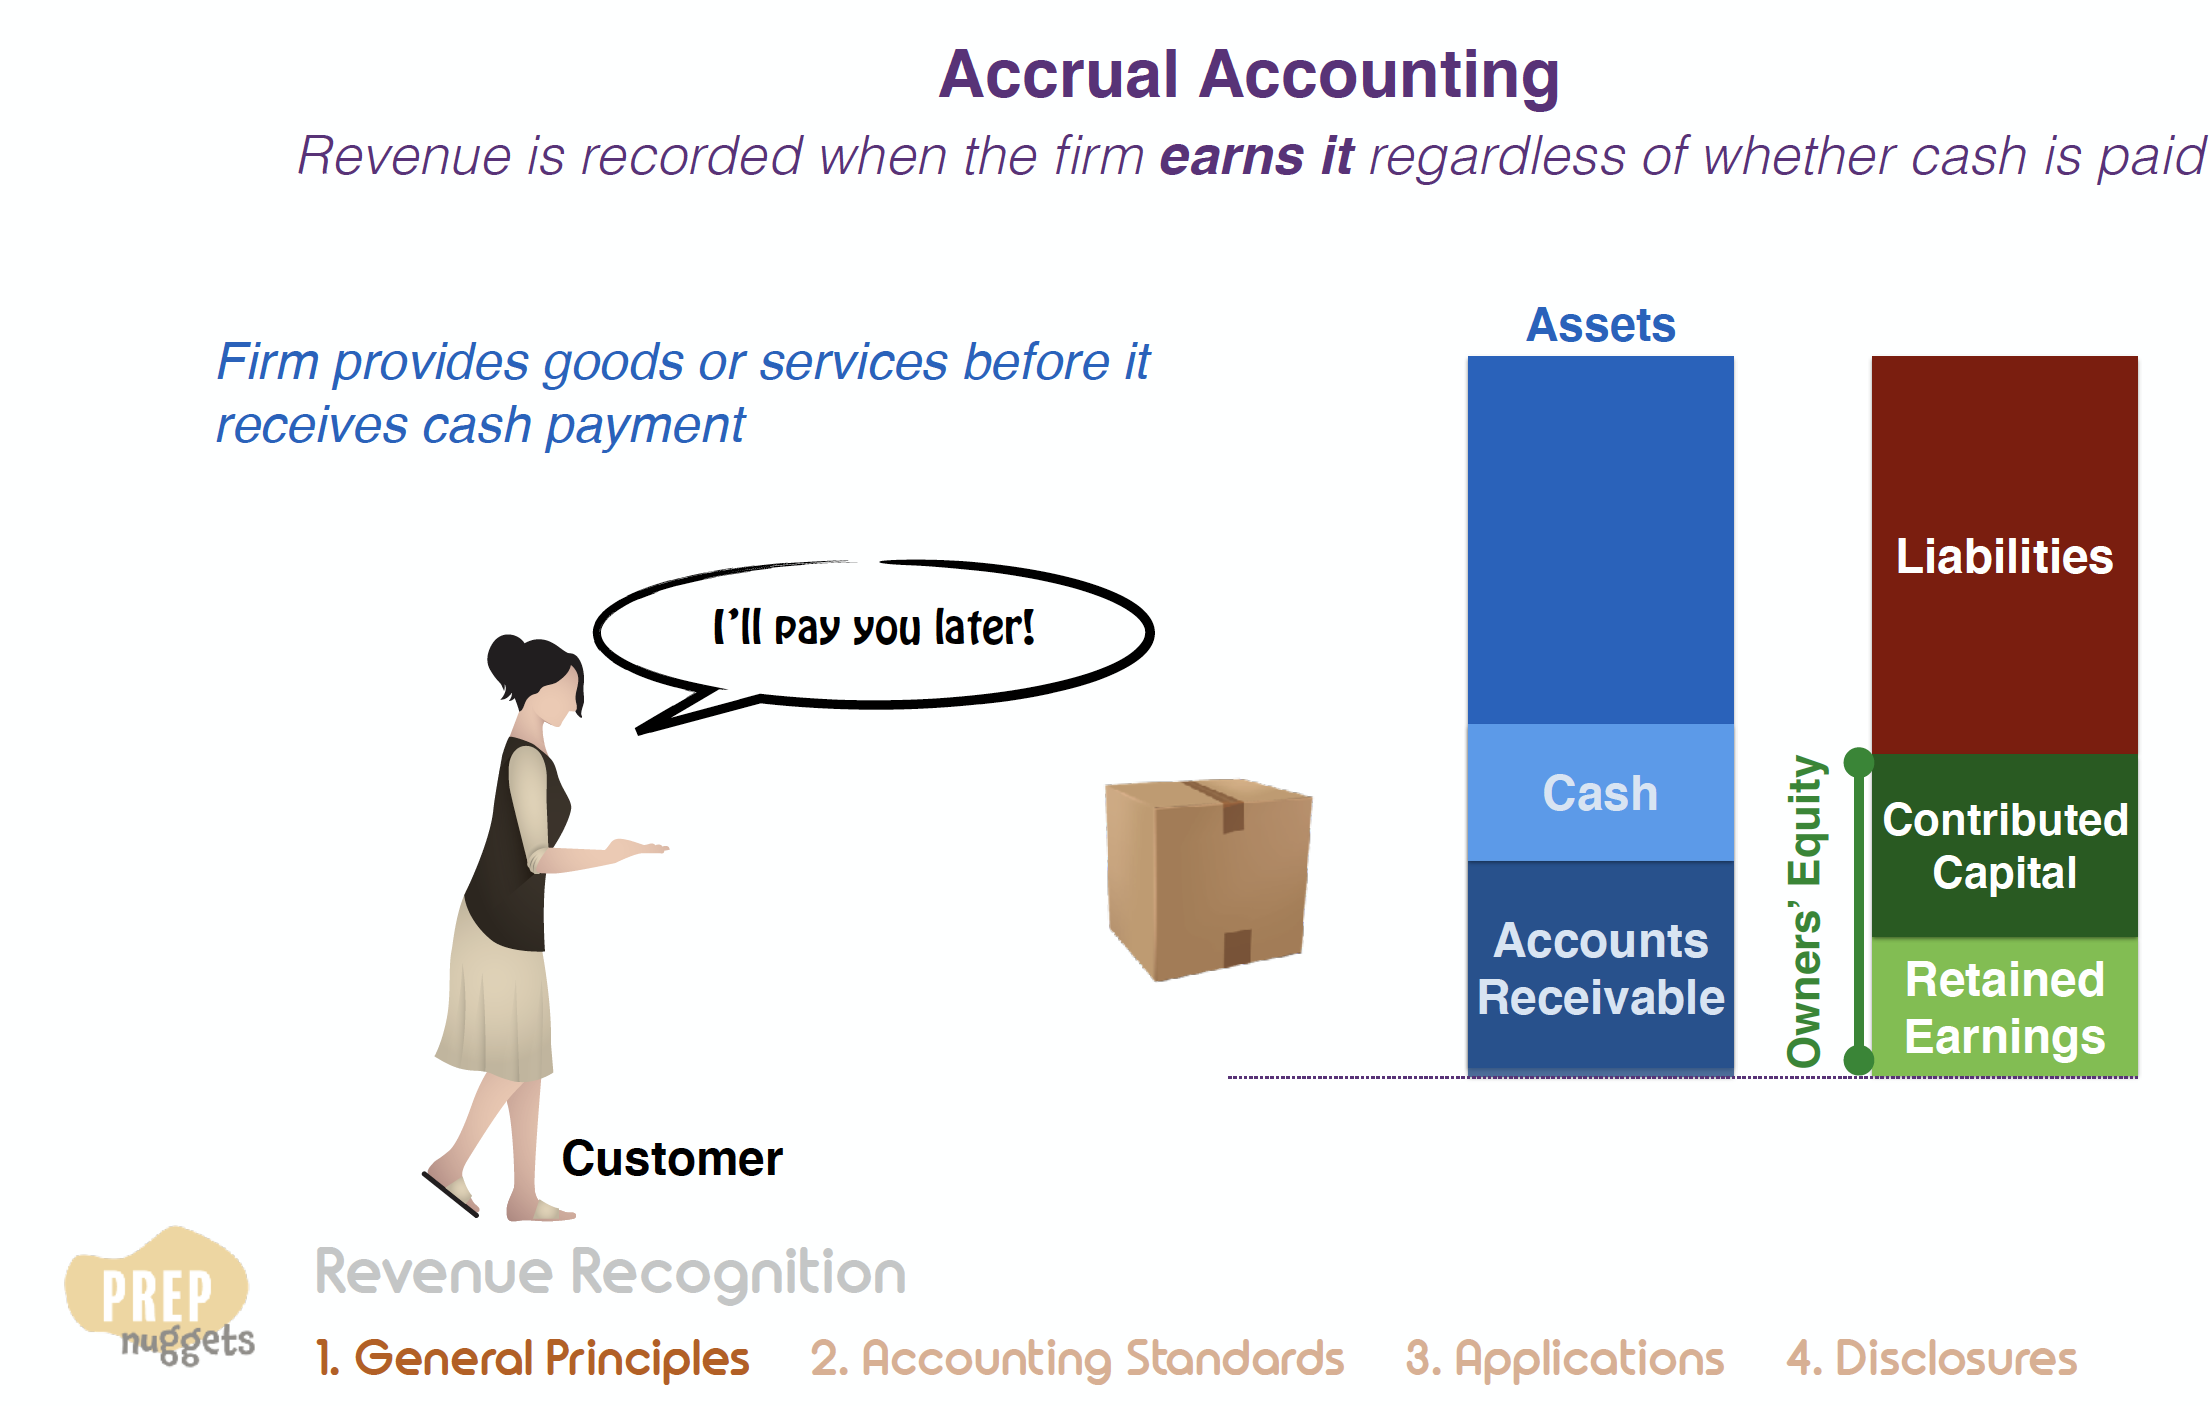 Accrual Accounting
Revenue is recorded when the firm earns it regardless of whether cash is paid
Firm provides goods or services before it
receives cash payment
I'll pay you later!
Customer
Assets
Cash
Accounts
Receivable
Owners' Equity
Liabilities
Contributed
Capital
Retained
Earnings
PREP
nuggets
Revenue Recognition
1. General Principles 2. Accounting Standards 3. Applications 4. Disclosures